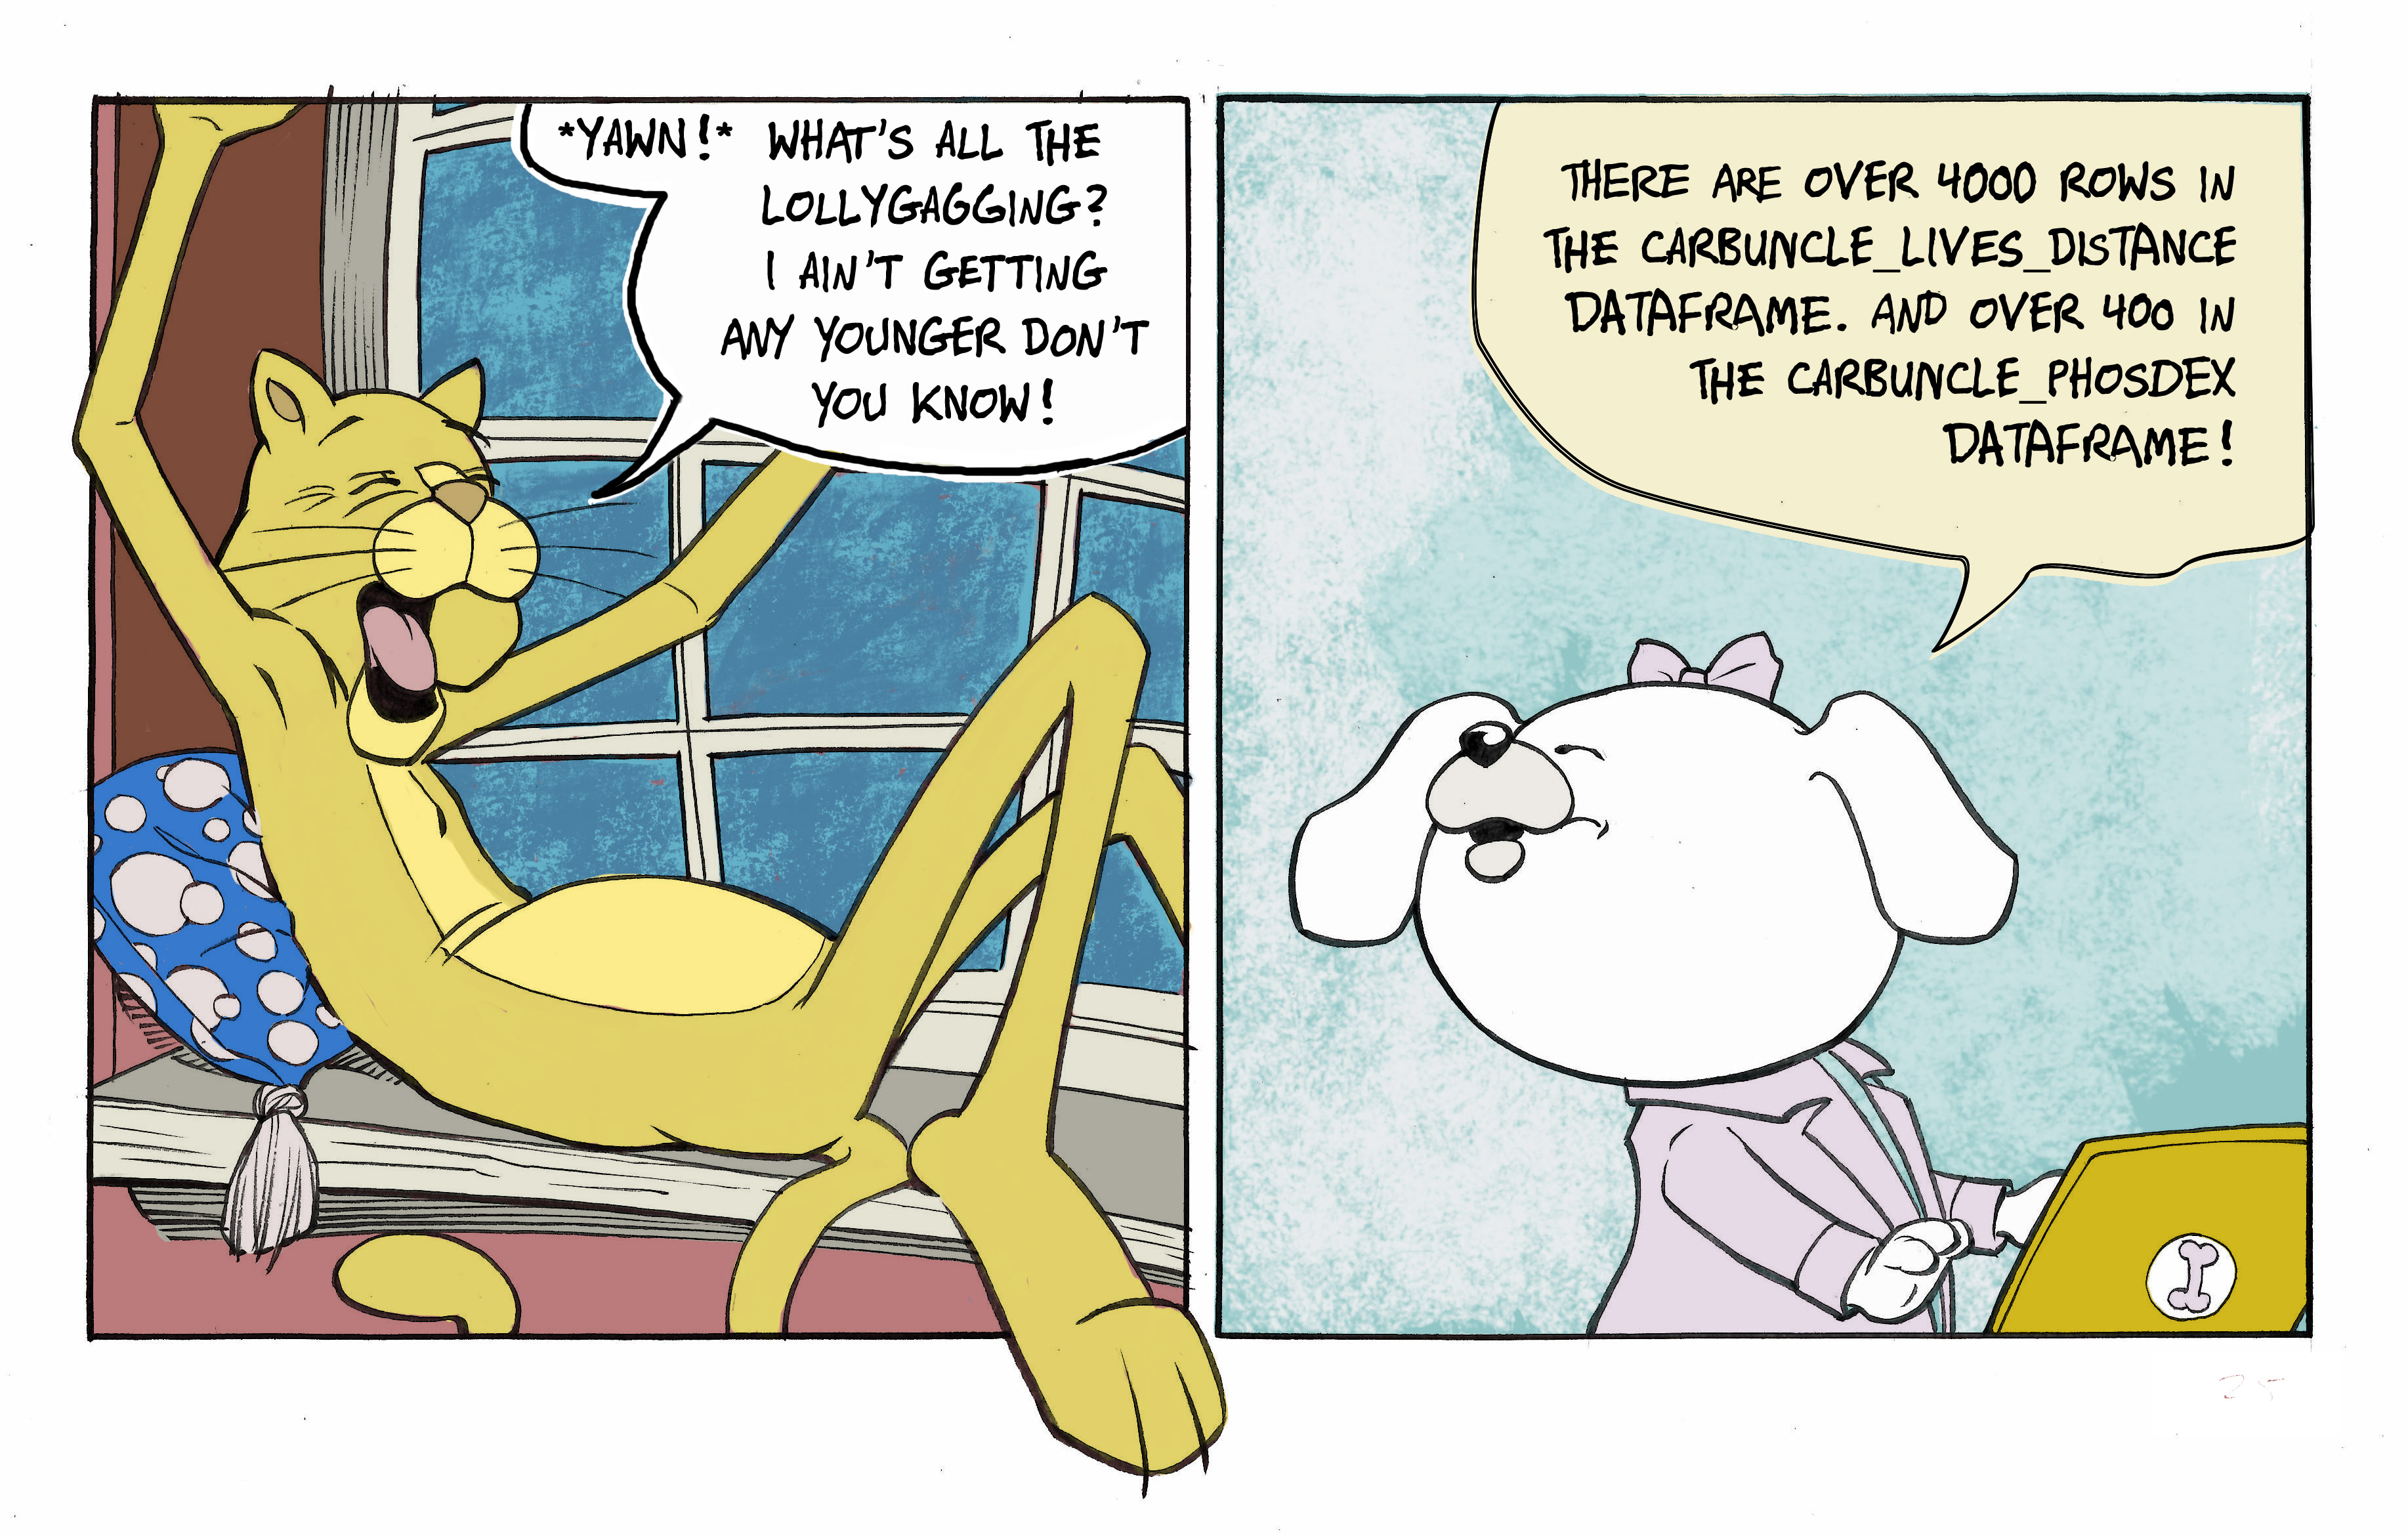 *YAWN!* WHAT'S ALL THE
LOLLYGAGGING?
I AIN'T GETTING
ANY YOUNGER DON'T
YOU KNOW!
THERE ARE OVER 4000 ROWS IN
THE CARBUNCLE_LIVES_DISTANCE
DATAFRAME. AND OVER 400 IN
THE CARBUNCLE_PHOSDEX
DATAFRAME!
25